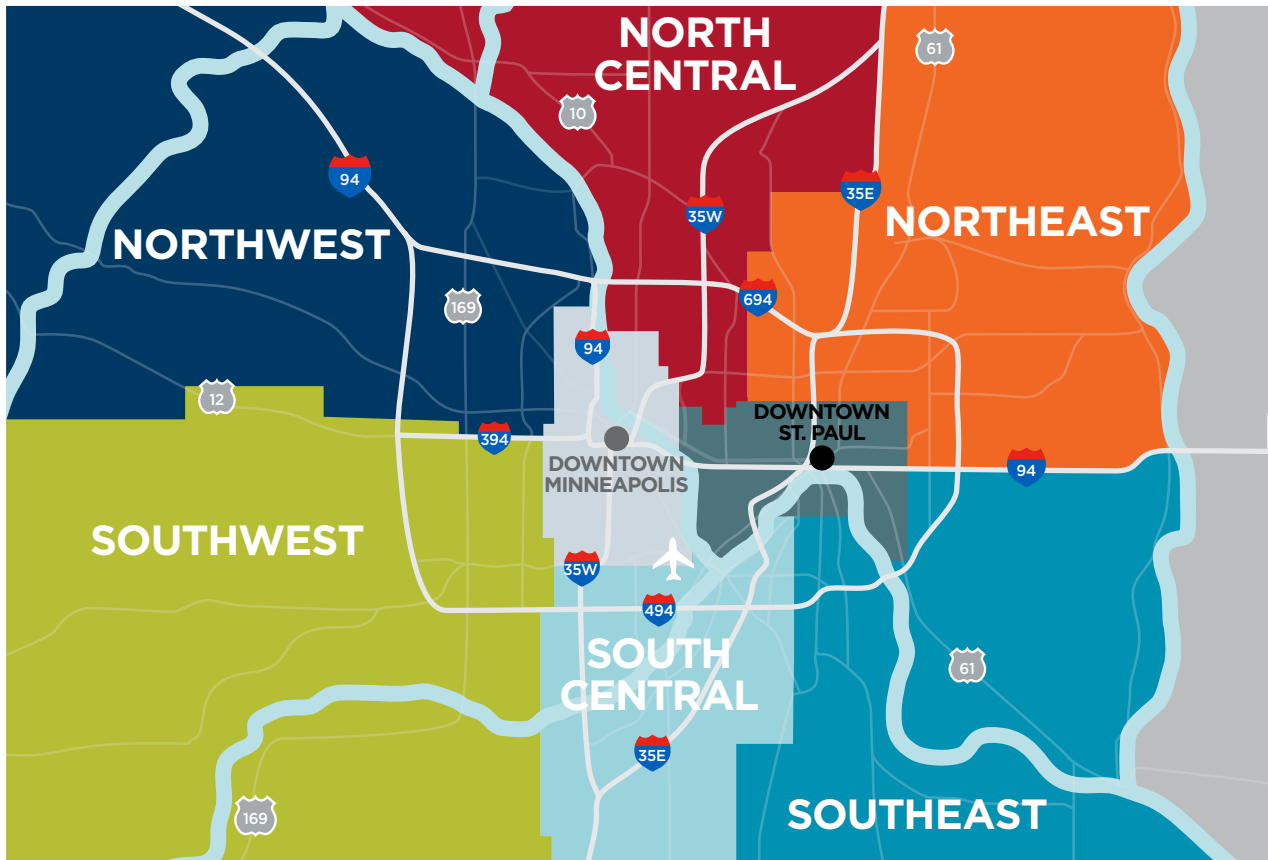 NORTH
CENTRAL
61
10
94
35E
35W
NORTHEAST
NORTHWEST
694
169
94
12
DOWNTOWN
ST. PAUL
394
DOWNTOWN
MINNEAPOLIS
94
SOUTHWEST
35W
494
SOUTH
CENTRAL
61
35E
169
SOUTHEAST